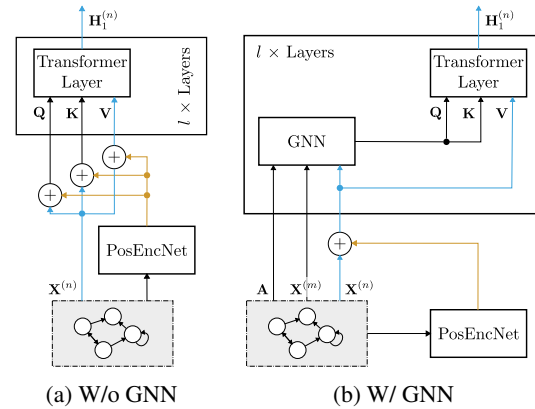 H₁⁽ⁿ⁾
Transformer
Layer
l × Layers
Q K V
+
+
+
PosEncNet
X⁽ⁿ⁾
(a) W/o GNN
H₁⁽ⁿ⁾
l × Layers
Transformer
Layer
Q K V
GNN
+
A X⁽ᵐ⁾ X⁽ⁿ⁾
PosEncNet
(b) W/ GNN